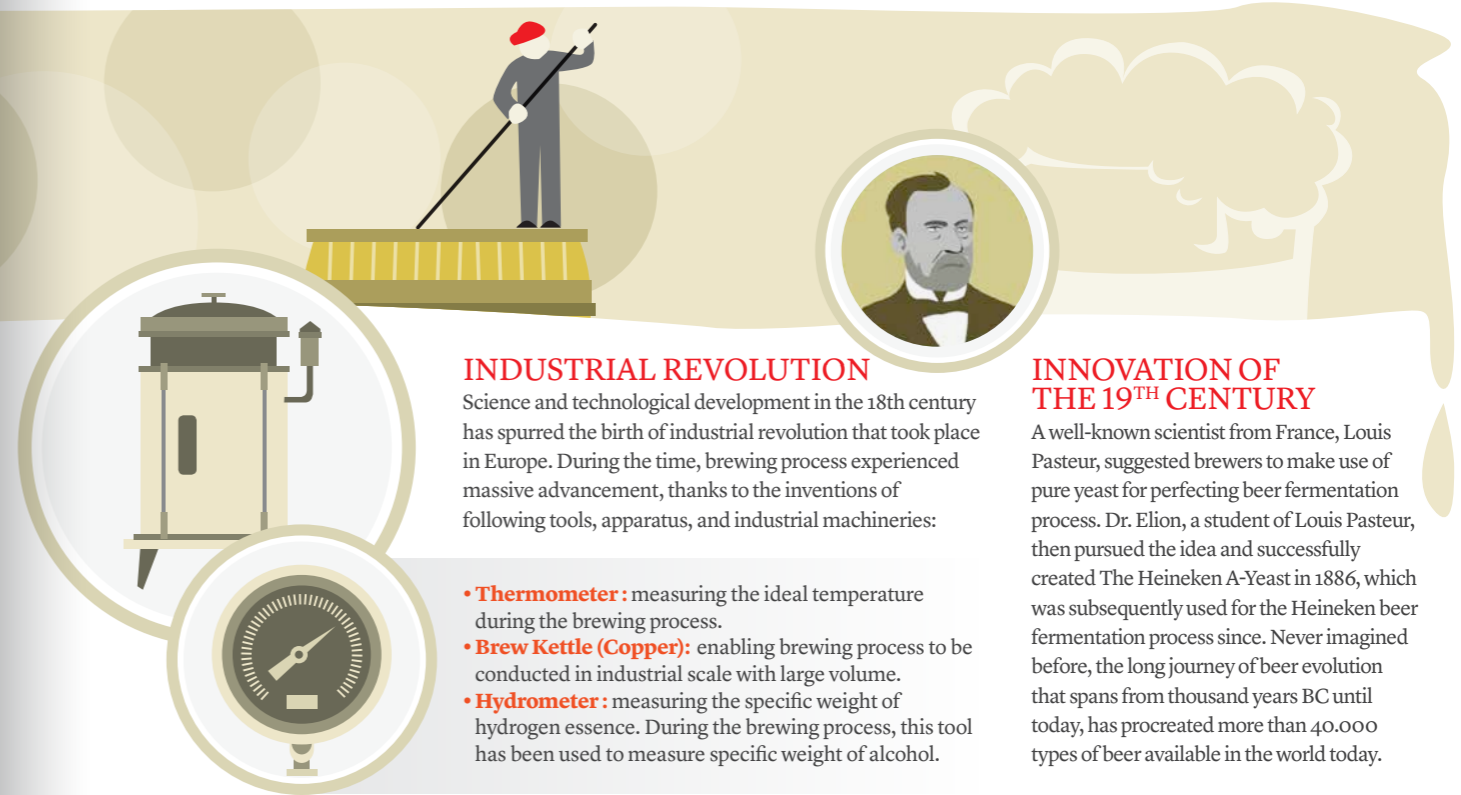 INDUSTRIAL REVOLUTION
Science and technological development in the 18th century
has spurred the birth of industrial revolution that took place
in Europe. During the time, brewing process experienced
massive advancement, thanks to the inventions of
following tools, apparatus, and industrial machineries:
• Thermometer : measuring the ideal temperature
during the brewing process.
• Brew Kettle (Copper): enabling brewing process to be
conducted in industrial scale with large volume.
• Hydrometer : measuring the specific weight of
hydrogen essence. During the brewing process, this tool
has been used to measure specific weight of alcohol.
INNOVATION OF
THE 19TH CENTURY
A well-known scientist from France, Louis
Pasteur, suggested brewers to make use of
pure yeast for perfecting beer fermentation
process. Dr. Elion, a student of Louis Pasteur,
then pursued the idea and successfully
created The Heineken A-Yeast in 1886, which
was subsequently used for the Heineken beer
fermentation process since. Never imagined
before, the long journey of beer evolution
that spans from thousand years BC until
today, has procreated more than 40.000
types of beer available in the world today.